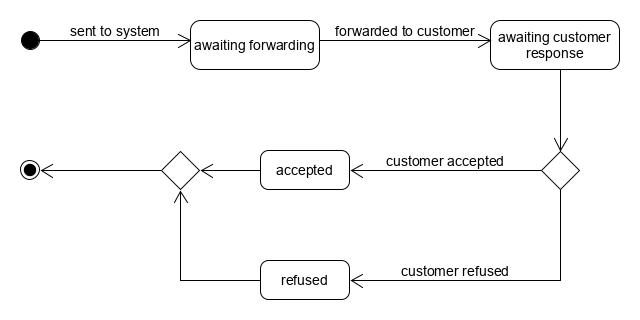 sent to system
awaiting forwarding
forwarded to customer
awaiting customer
response
accepted
customer accepted
refused
customer refused